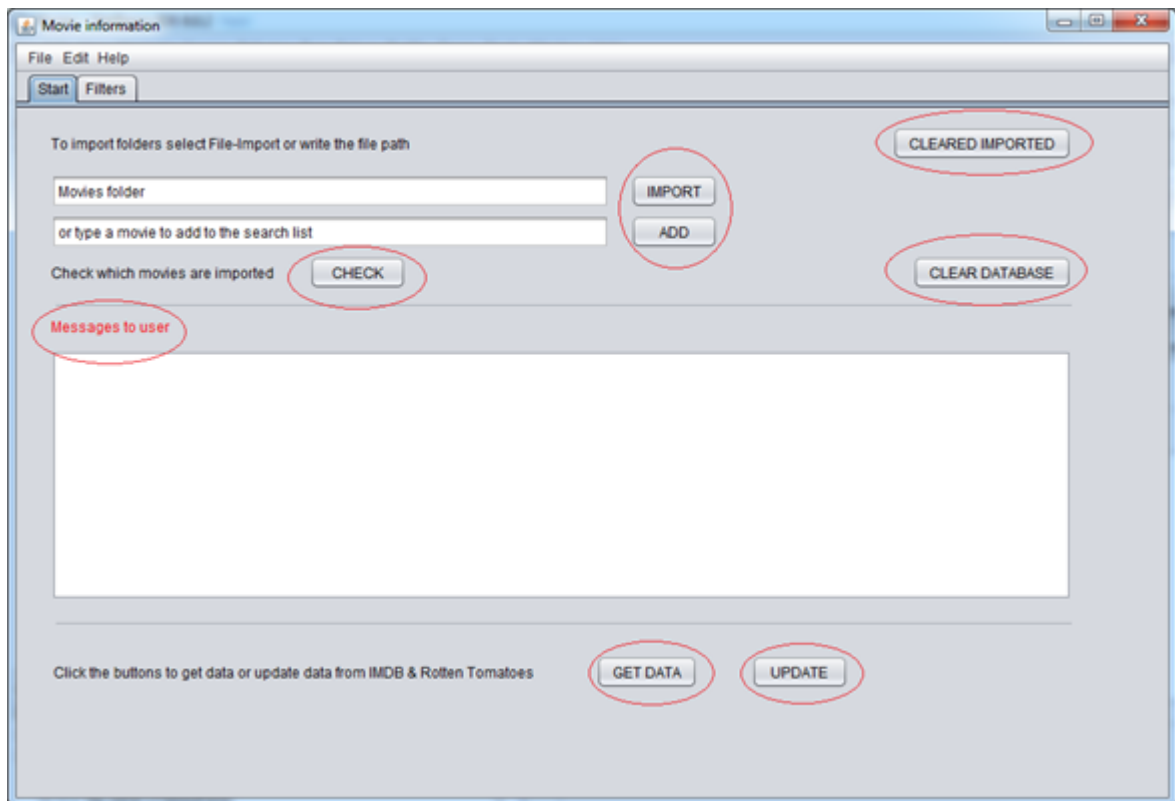 Movie information
File Edit Help
Start Filters
To import folders select File-Import or write the file path
CLEARED IMPORTED
Movies folder
IMPORT
or type a movie to add to the search list
ADD
Check which movies are imported
CHECK
CLEAR DATABASE
Messages to user
Click the buttons to get data or update data from IMDB & Rotten Tomatoes
GET DATA
UPDATE